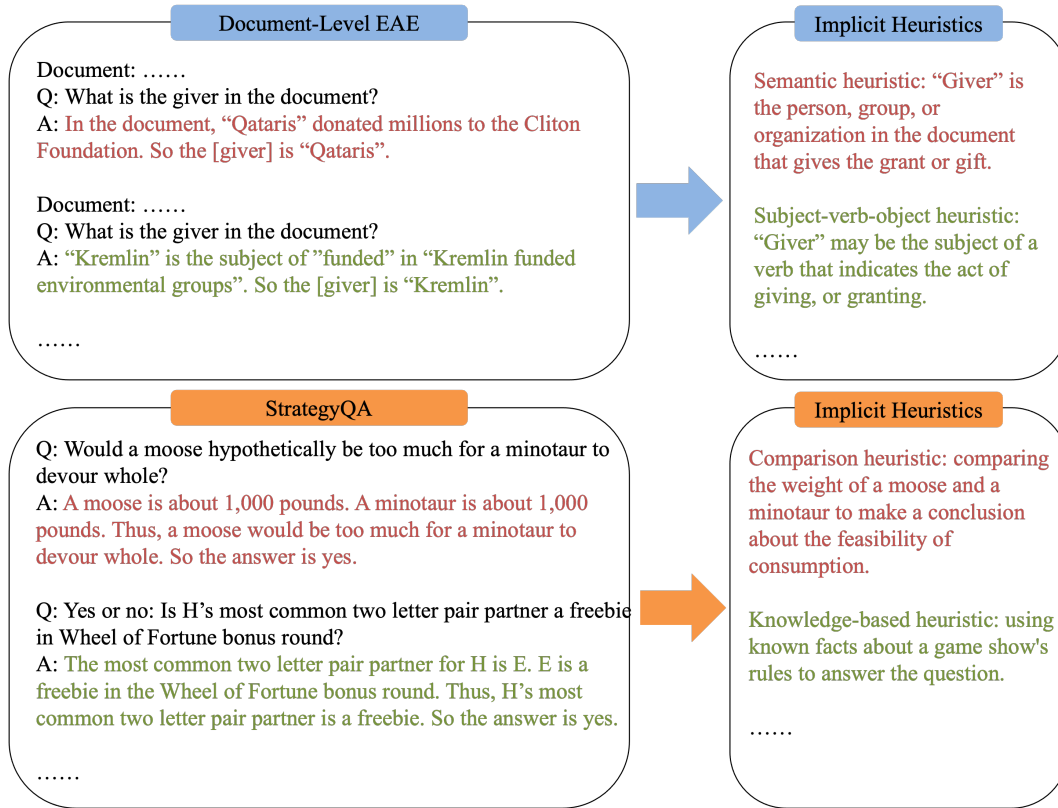 Document-Level EAE
Document: ……
Q: What is the giver in the document?
A: In the document, “Qataris” donated millions to the Cliton
Foundation. So the [giver] is “Qataris”.
Document: ……
Q: What is the giver in the document?
A: “Kremlin” is the subject of ”funded” in “Kremlin funded
environmental groups”. So the [giver] is “Kremlin”.
……
Implicit Heuristics
Semantic heuristic: “Giver” is
the person, group, or
organization in the document
that gives the grant or gift.
Subject-verb-object heuristic:
“Giver” may be the subject of a
verb that indicates the act of
giving, or granting.
……
StrategyQA
Q: Would a moose hypothetically be too much for a minotaur to
devour whole?
A: A moose is about 1,000 pounds. A minotaur is about 1,000
pounds. Thus, a moose would be too much for a minotaur to
devour whole. So the answer is yes.
Q: Yes or no: Is H’s most common two letter pair partner a freebie
in Wheel of Fortune bonus round?
A: The most common two letter pair partner for H is E. E is a
freebie in the Wheel of Fortune bonus round. Thus, H’s most
common two letter pair partner is a freebie. So the answer is yes.
……
Implicit Heuristics
Comparison heuristic: comparing
the weight of a moose and a
minotaur to make a conclusion
about the feasibility of
consumption.
Knowledge-based heuristic: using
known facts about a game show's
rules to answer the question.
……